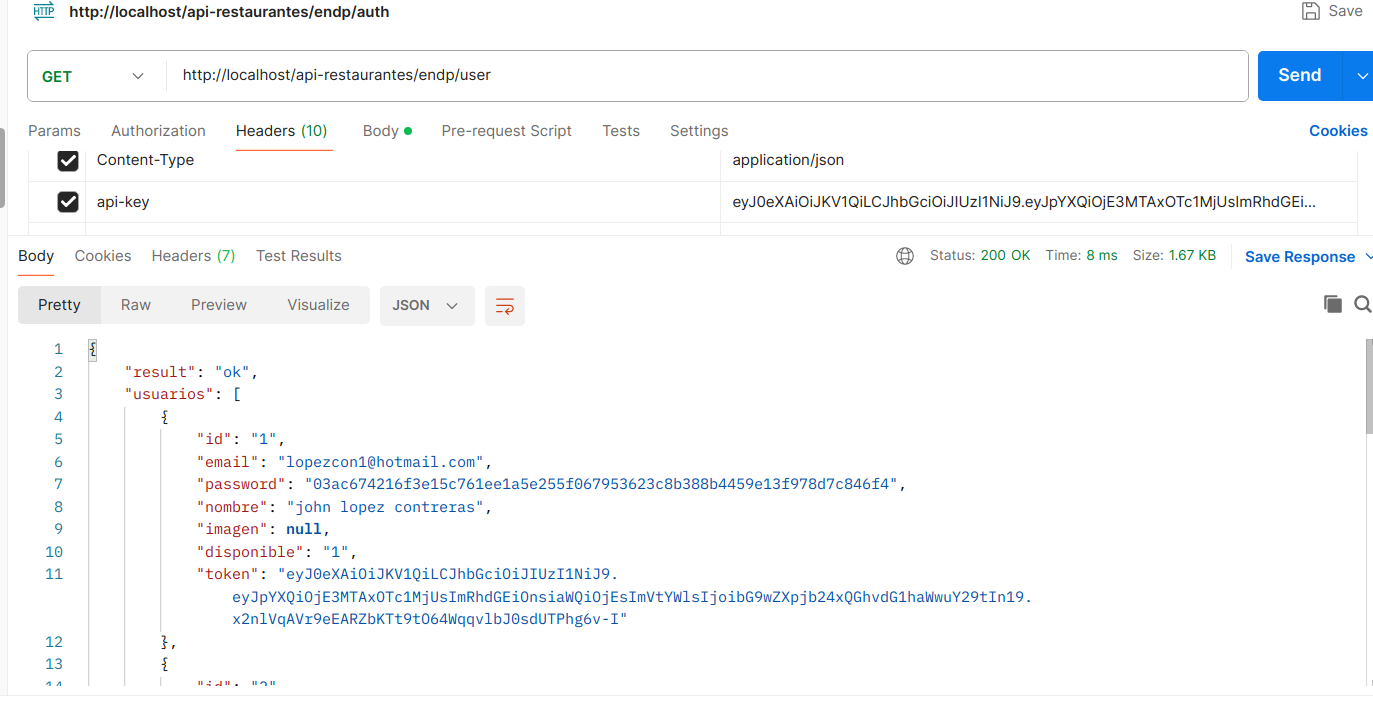 HTTP http://localhost/api-restaurantes/endp/auth Save
GET http://localhost/api-restaurantes/endp/user Send
Params Authorization Headers (10) Body Pre-request Script Tests Settings Cookies
Content-Type application/json
api-key eyJ0eXAiOiJKV1QiLCJhbGciOiJIUzI1NiJ9.eyJpYXQiOjE3MTAxOTc1MjUsImRhdGEi...
Body Cookies Headers (7) Test Results Status: 200 OK Time: 8 ms Size: 1.67 KB Save Response
Pretty Raw Preview Visualize JSON
1 {
2 "result": "ok",
3 "usuarios": [
4 {
5 "id": "1",
6 "email": "lopezcon1@hotmail.com",
7 "password": "03ac674216f3e15c761ee1a5e255f067953623c8b388b4459e13f978d7c846f4",
8 "nombre": "john lopez contreras",
9 "imagen": null,
10 "disponible": "1",
11 "token": "eyJ0eXAiOiJKV1QiLCJhbGciOiJIUzI1NiJ9.
eyJpYXQiOjE3MTAxOTc1MjUsImRhdGEiOnsiaWQiOjEsImVtYWlsIjoibG9wZXpjb24xQGhvdG1haWwuY29tIn19.
x2nlVqAVr9eEARZbKTt9tO64WqqvlbJ0sdUTPhg6v-I"
12 },
13 {
14 "id": "2"